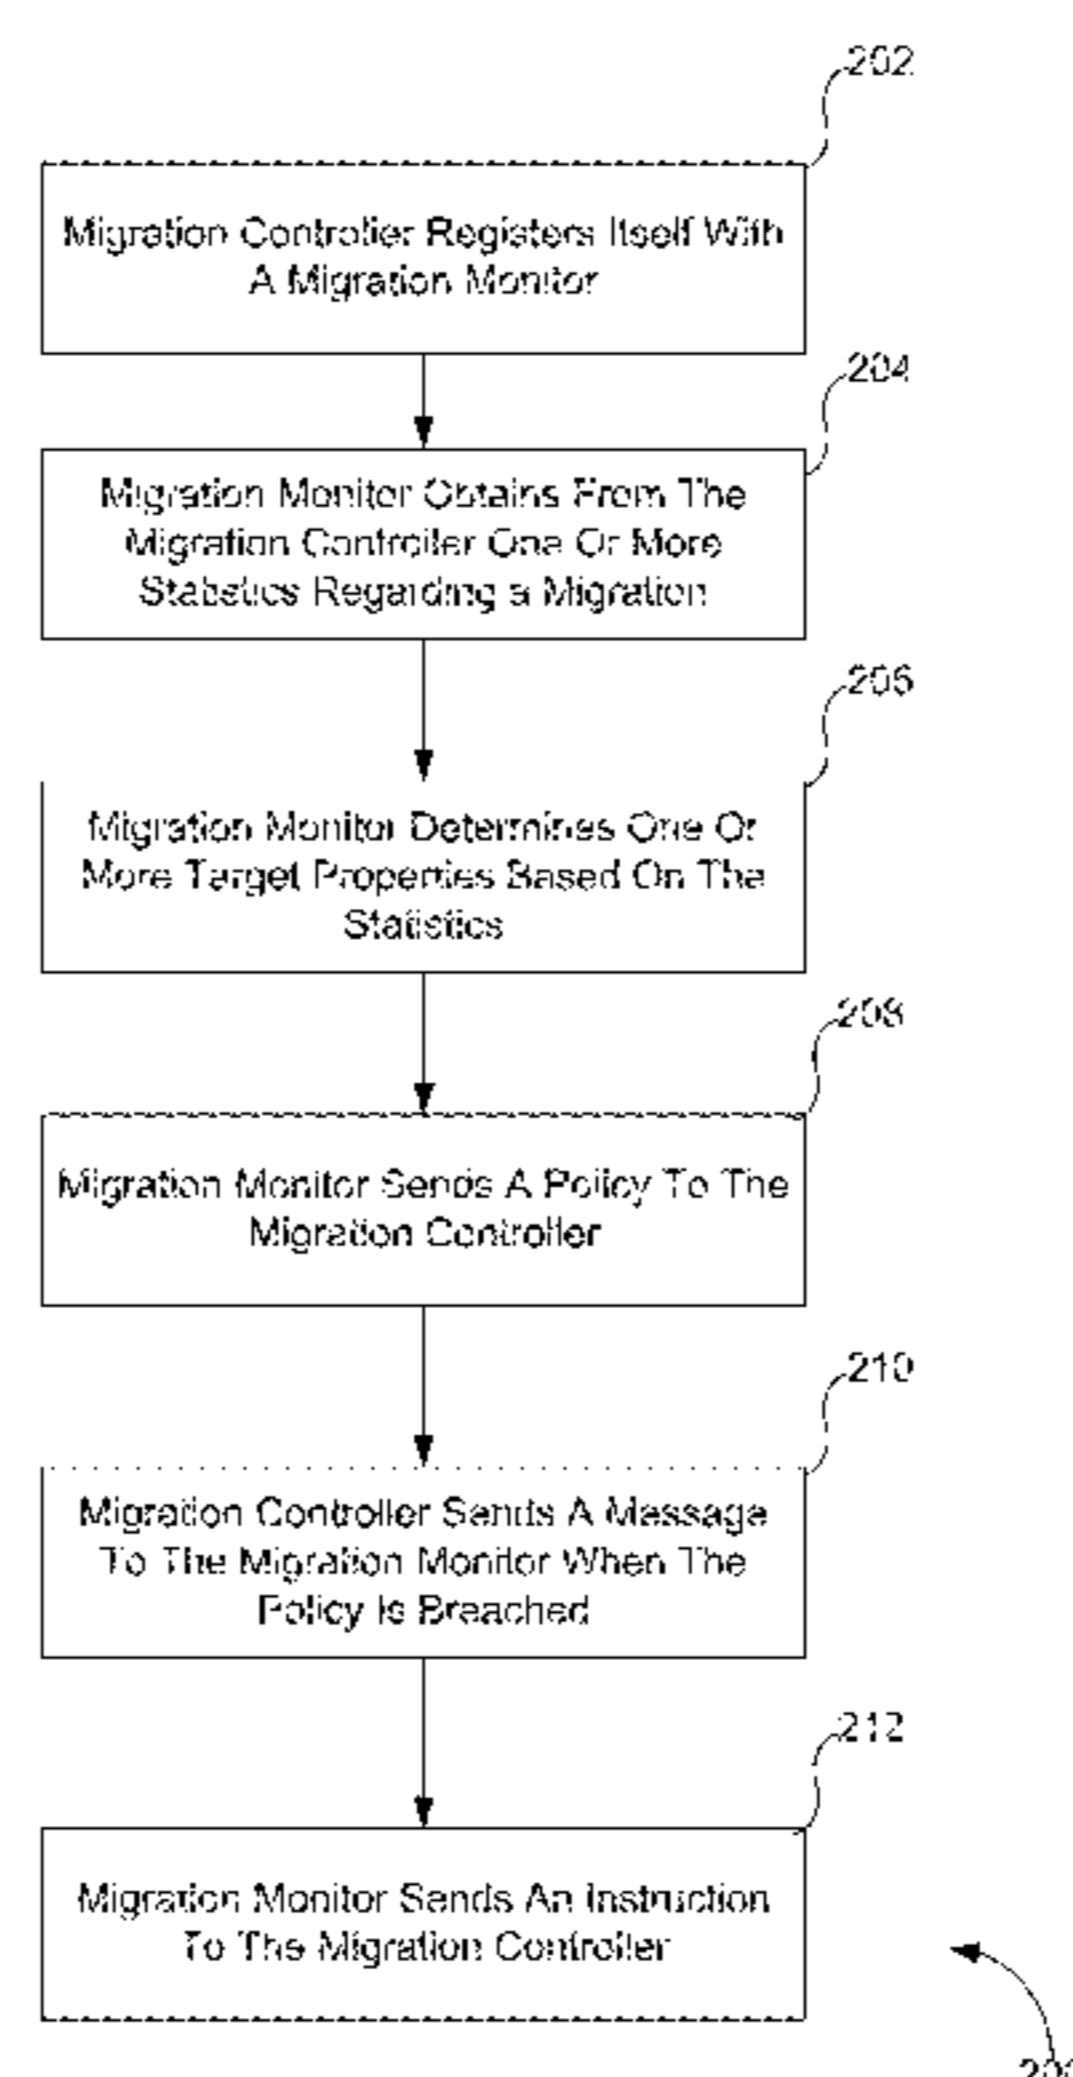 202
Migration Controller Registers Itself With
A Migration Monitor
204
Migration Monitor Obtains From The
Migration Controller One Or More
Statistics Regarding a Migration
206
Migration Monitor Determines One Or
More Target Properties Based On The
Statistics
208
Migration Monitor Sends A Policy To The
Migration Controller
210
Migration Controller Sends A Message
To The Migration Monitor When The
Policy Is Breached
212
Migration Monitor Sends An Instruction
To The Migration Controller
200